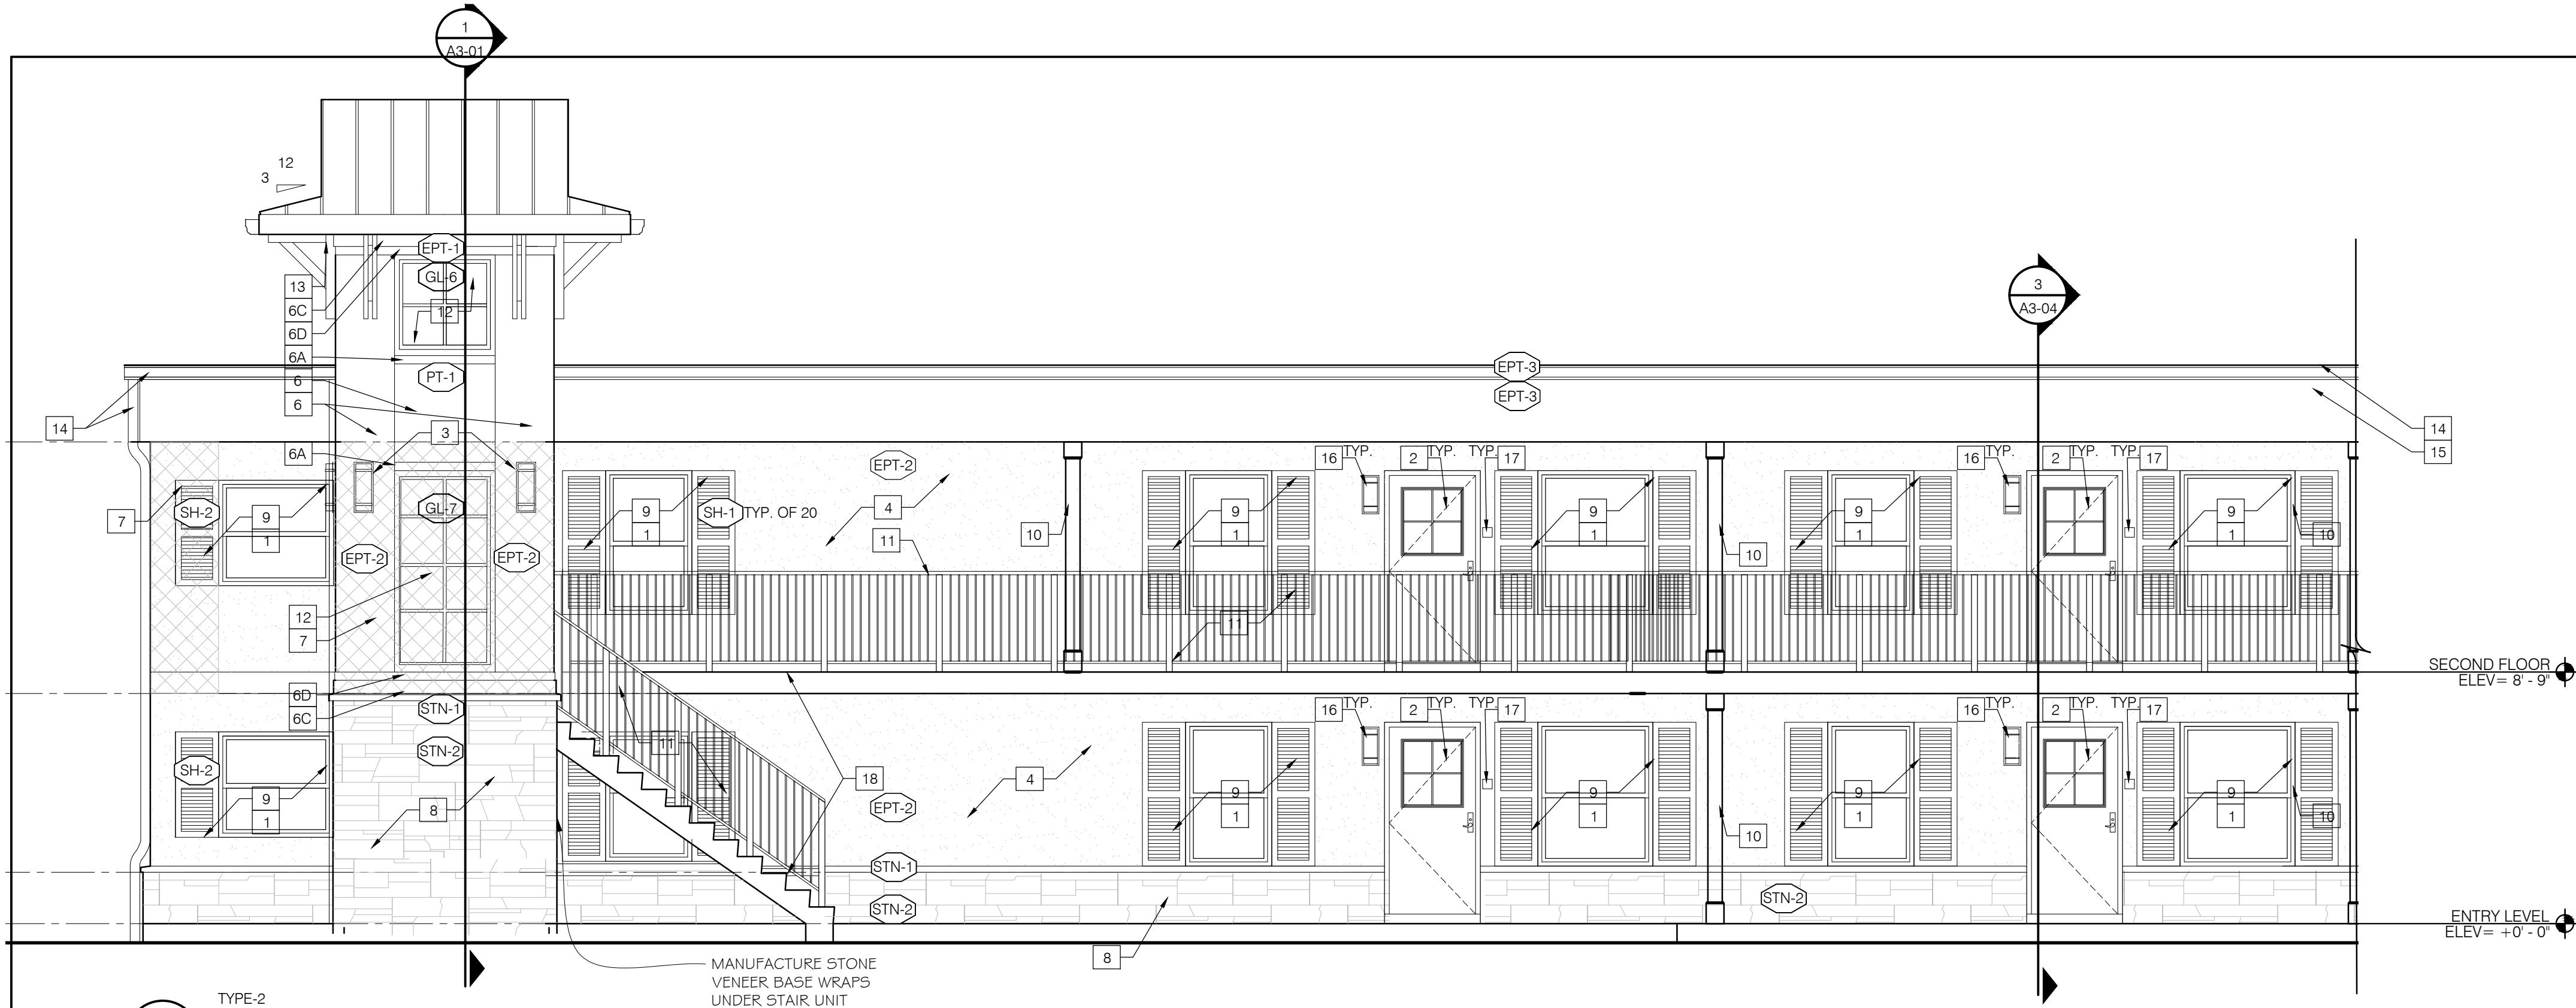 1
A3-01
12
3
EPT-1
GL-6
13
6C
12
6D
3
A3-04
6A
EPT-3
PT-1
6
EPT-3
6
14
3
14
6A
15
16 TYP.
2 TYP.
TYP. 17
16 TYP.
2 TYP.
TYP. 17
EPT-2
SH-2
9
1
7
GL-7
9
1
SH-1 TYP. OF 20
4
9
1
9
1
9
1
9
1
10
11
10
10
EPT-2
EPT-2
12
7
11
SECOND FLOOR
ELEV= 8' - 9"
6D
6C
STN-1
16 TYP.
2 TYP.
TYP. 17
16 TYP.
2 TYP.
TYP. 17
STN-2
11
SH-2
18
4
9
1
8
EPT-2
9
1
9
1
9
1
9
1
10
10
STN-1
STN-2
STN-2
ENTRY LEVEL
ELEV= +0' - 0"
8
MANUFACTURE STONE
VENEER BASE WRAPS
UNDER STAIR UNIT
TYPE-2